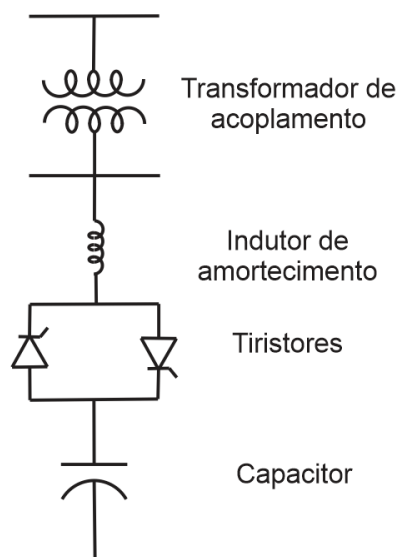 Transformador de
acoplamento
Indutor de
amortecimento
Tiristores
Capacitor